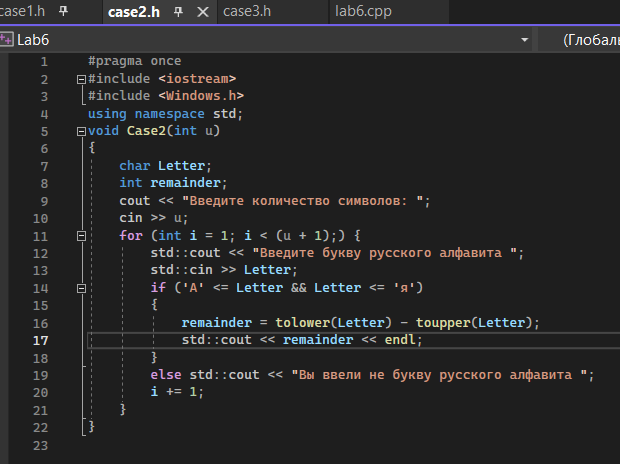 case1.h case2.h case3.h lab6.cpp
Lab6 (Глобаль
1 #pragma once
2 #include <iostream>
3 #include <Windows.h>
4 using namespace std;
5 void Case2(int u)
6 {
7 char Letter;
8 int remainder;
9 cout << "Введите количество символов: ";
10 cin >> u;
11 for (int i = 1; i < (u + 1);) {
12 std::cout << "Введите букву русского алфавита ";
13 std::cin >> Letter;
14 if ('А' <= Letter && Letter <= 'я')
15 {
16 remainder = tolower(Letter) - toupper(Letter);
17 std::cout << remainder << endl;
18 }
19 else std::cout << "Вы ввели не букву русского алфавита ";
20 i += 1;
21 }
22 }
23